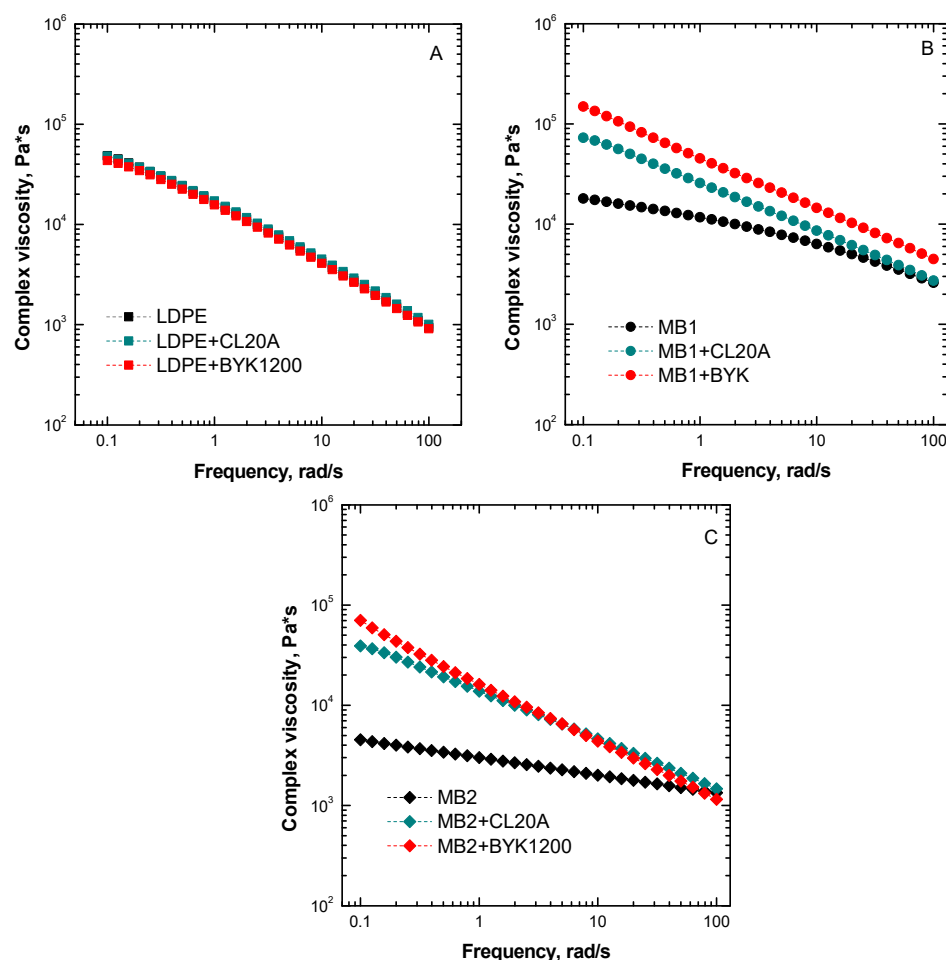 A
Complex viscosity, Pa*s
10^6
10^5
10^4
10^3
10^2
LDPE
LDPE+CL20A
LDPE+BYK1200
0.1 1 10 100
Frequency, rad/s
B
Complex viscosity, Pa*s
10^6
10^5
10^4
10^3
10^2
MB1
MB1+CL20A
MB1+BYK
0.1 1 10 100
Frequency, rad/s
C
Complex viscosity, Pa*s
10^6
10^5
10^4
10^3
10^2
MB2
MB2+CL20A
MB2+BYK1200
0.1 1 10 100
Frequency, rad/s